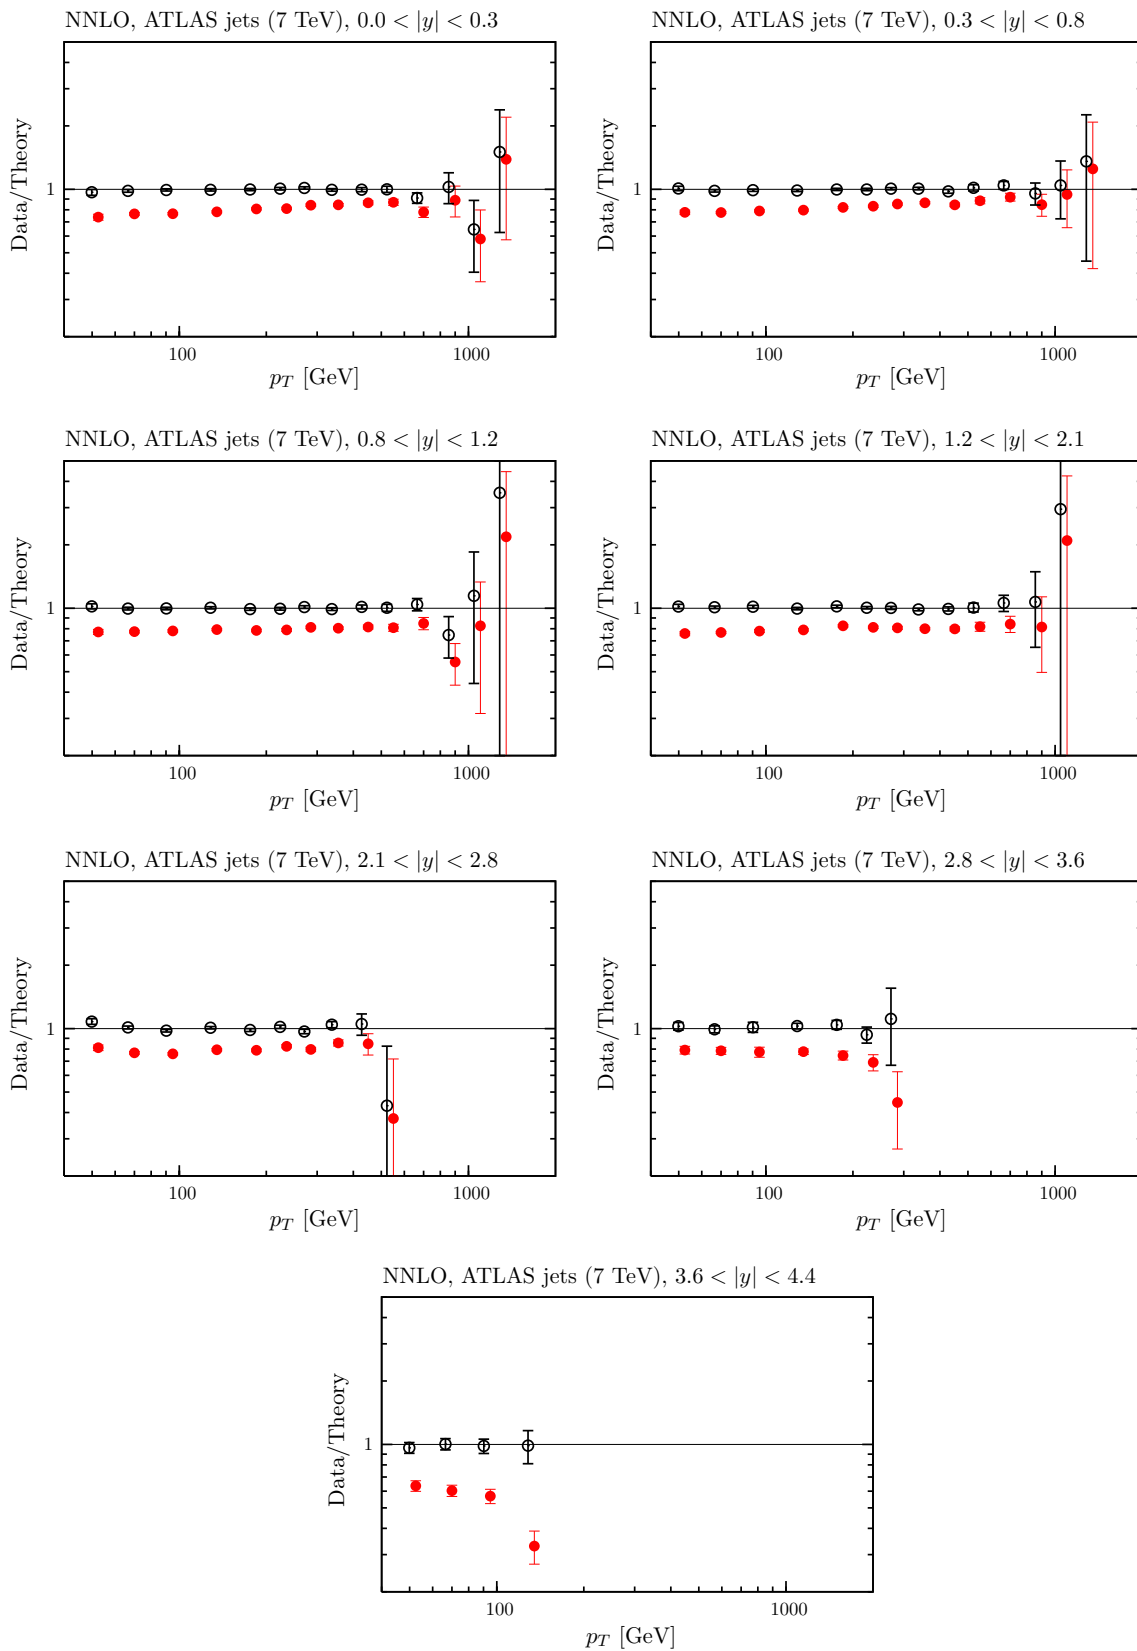 NNLO, ATLAS jets (7 TeV), 0.0 < |y| < 0.3
Data/Theory
1
100 1000
p_T [GeV]
NNLO, ATLAS jets (7 TeV), 0.3 < |y| < 0.8
Data/Theory
1
100 1000
p_T [GeV]
NNLO, ATLAS jets (7 TeV), 0.8 < |y| < 1.2
Data/Theory
1
100 1000
p_T [GeV]
NNLO, ATLAS jets (7 TeV), 1.2 < |y| < 2.1
Data/Theory
1
100 1000
p_T [GeV]
NNLO, ATLAS jets (7 TeV), 2.1 < |y| < 2.8
Data/Theory
1
100 1000
p_T [GeV]
NNLO, ATLAS jets (7 TeV), 2.8 < |y| < 3.6
Data/Theory
1
100 1000
p_T [GeV]
NNLO, ATLAS jets (7 TeV), 3.6 < |y| < 4.4
Data/Theory
1
100 1000
p_T [GeV]